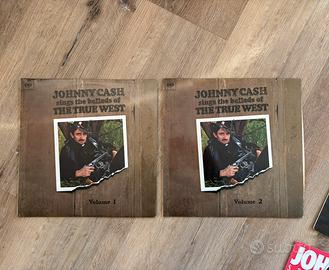 JOHNNY CASH
sings the ballads of
THE TRUE WEST
Volume 1
JOHNNY CASH
sings the ballads of
THE TRUE WEST
Volume 2
JO